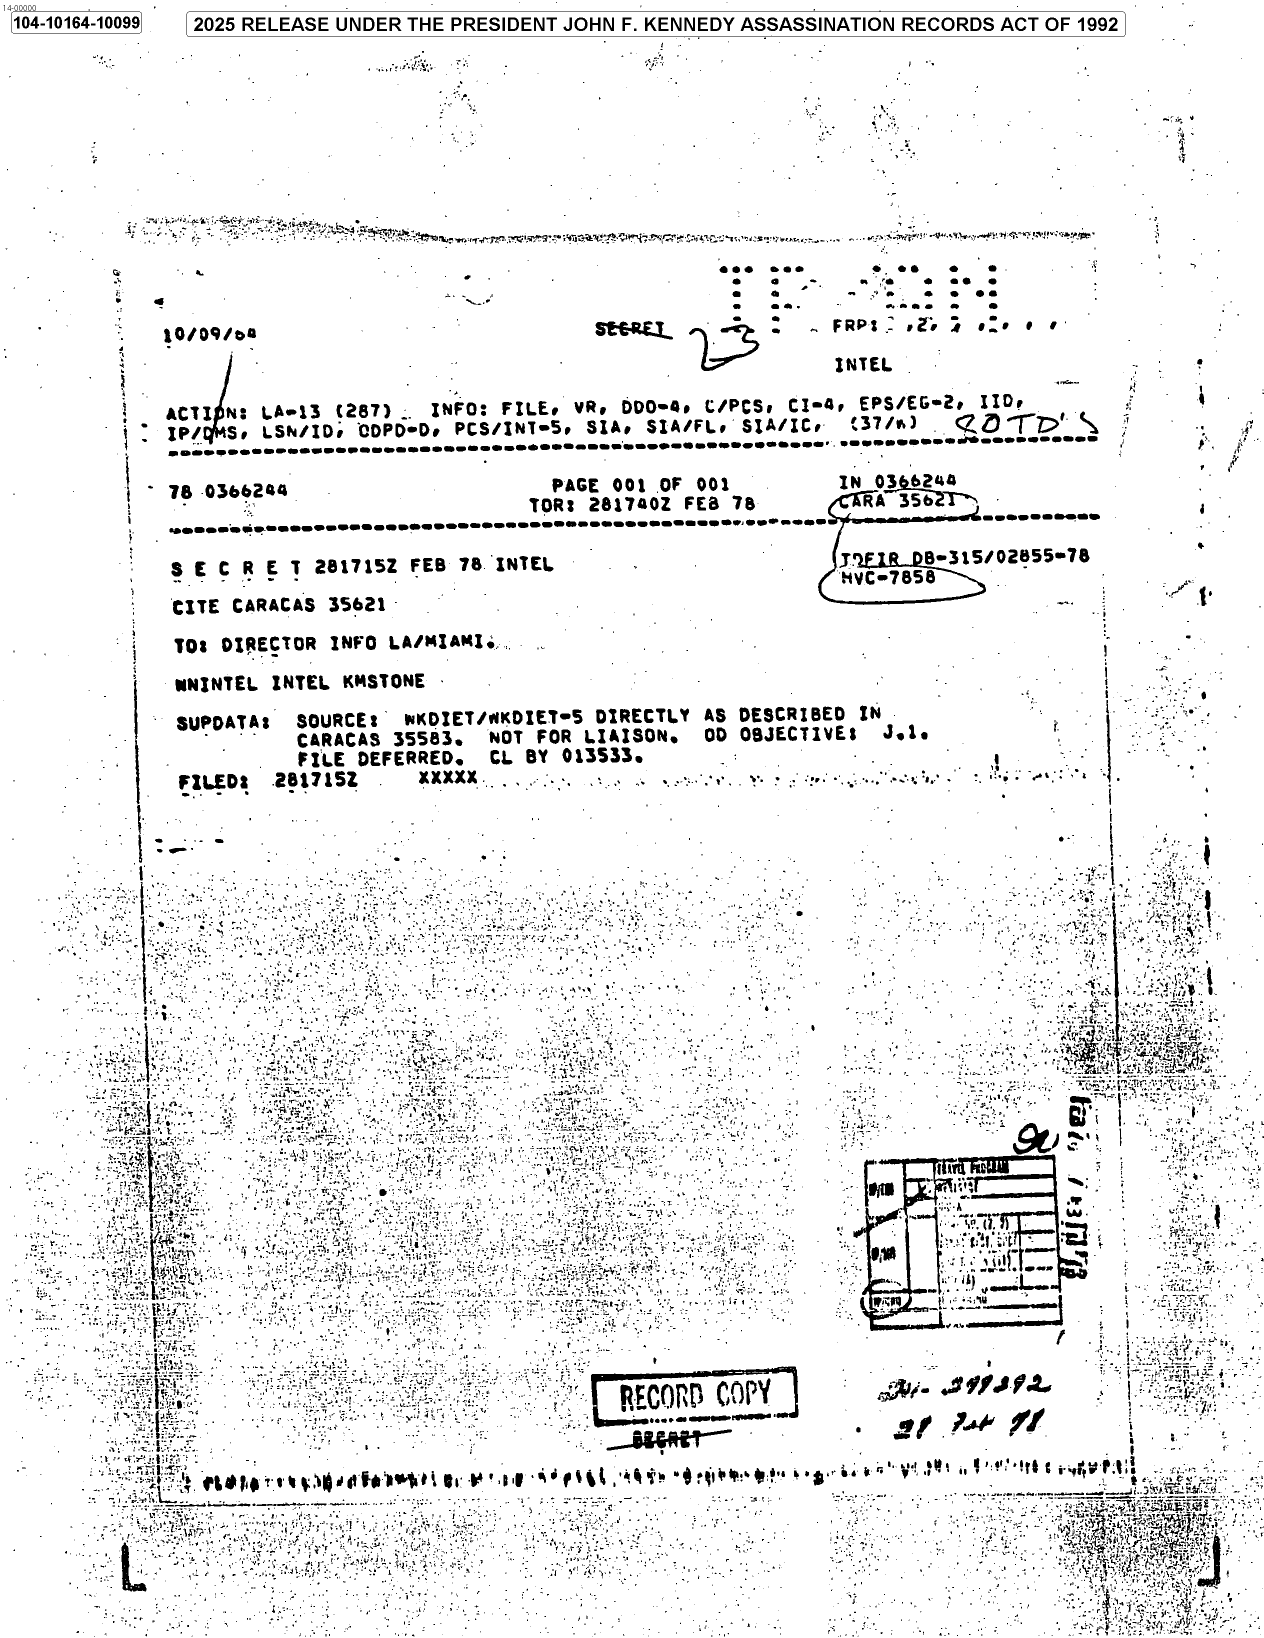 14-00000
104-10164-10099
2025 RELEASE UNDER THE PRESIDENT JOHN F. KENNEDY ASSASSINATION RECORDS ACT OF 1992
10/09/
SECRET
23
FRP: ,2,
INTEL
ACTION: LA-13 (287) INFO: FILE, VR, DDO-4, C/PCS, CI-4, EPS/EG-2, IID,
IP/DMS, LSN/ID, ODPD-D, PCS/INT-5, SIA, SIA/FL, SIA/IC, (37/W)
78 0366244 PAGE 001 OF 001 IN 0366244
TOR: 281740Z FEB 78 CARA 35621
S E C R E T 281715Z FEB 78 INTEL
TDFIR DB-315/02855-78
HVC-7858
CITE CARACAS 35621
TO: DIRECTOR INFO LA/MIAMI.
WNINTEL INTEL KMSTONE
SUPDATA: SOURCE: WKDIET/WKDIET-5 DIRECTLY AS DESCRIBED IN
CARACAS 35583. NOT FOR LIAISON. OD OBJECTIVE: J.1.
FILE DEFERRED. CL BY 013533.
FILED: 281715Z XXXXX
TRAVEL PROGRAM
RECORD COPY
201- 299292
28 Feb 78
SECRET